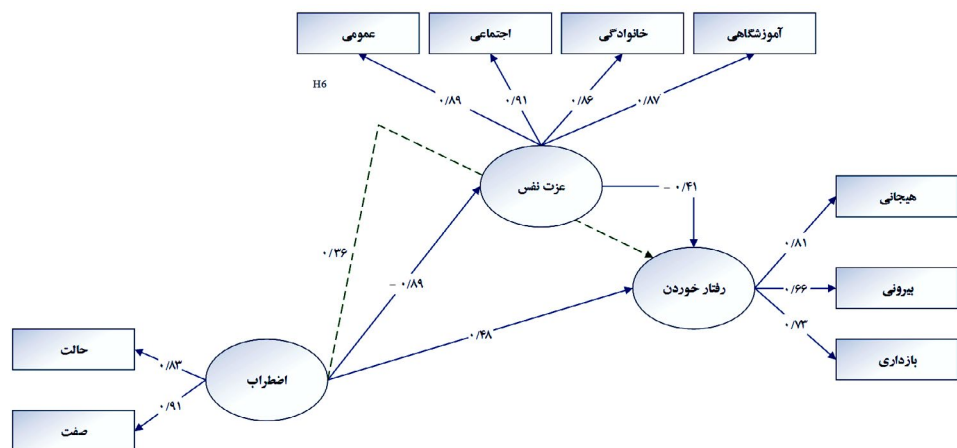 عمومی
اجتماعی
خانوادگی
آموزشگاهی
H6
۰/۸۹
۰/۹۱
۰/۸۶
۰/۸۷
عزت نفس
− ۰/۴۱
هیجانی
۰/۳۶
− ۰/۸۹
۰/۸۱
رفتار خوردن
۰/۶۶
بیرونی
۰/۴۸
۰/۷۳
حالت
۰/۸۳
اضطراب
بازداری
۰/۹۱
صفت